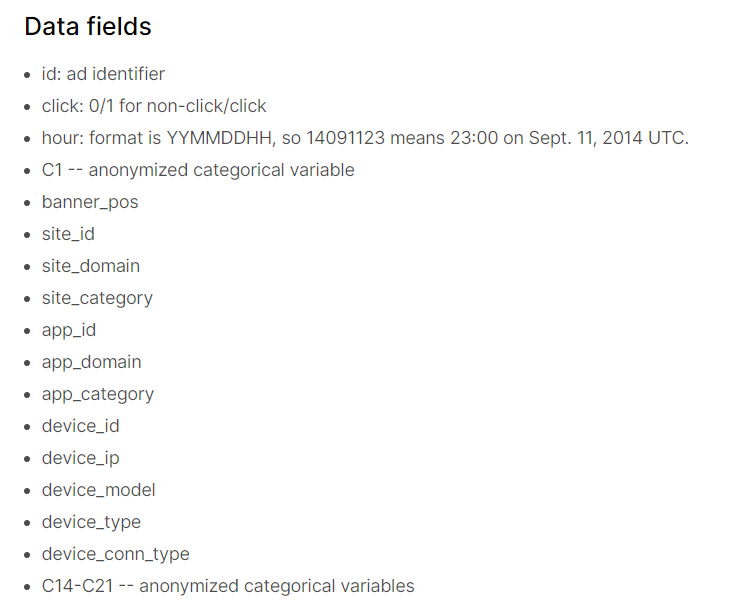 Data fields
id: ad identifier
click: 0/1 for non-click/click
hour: format is YYMMDDHH, so 14091123 means 23:00 on Sept. 11, 2014 UTC.
C1 -- anonymized categorical variable
banner_pos
site_id
site_domain
site_category
app_id
app_domain
app_category
device_id
device_ip
device_model
device_type
device_conn_type
C14-C21 -- anonymized categorical variables